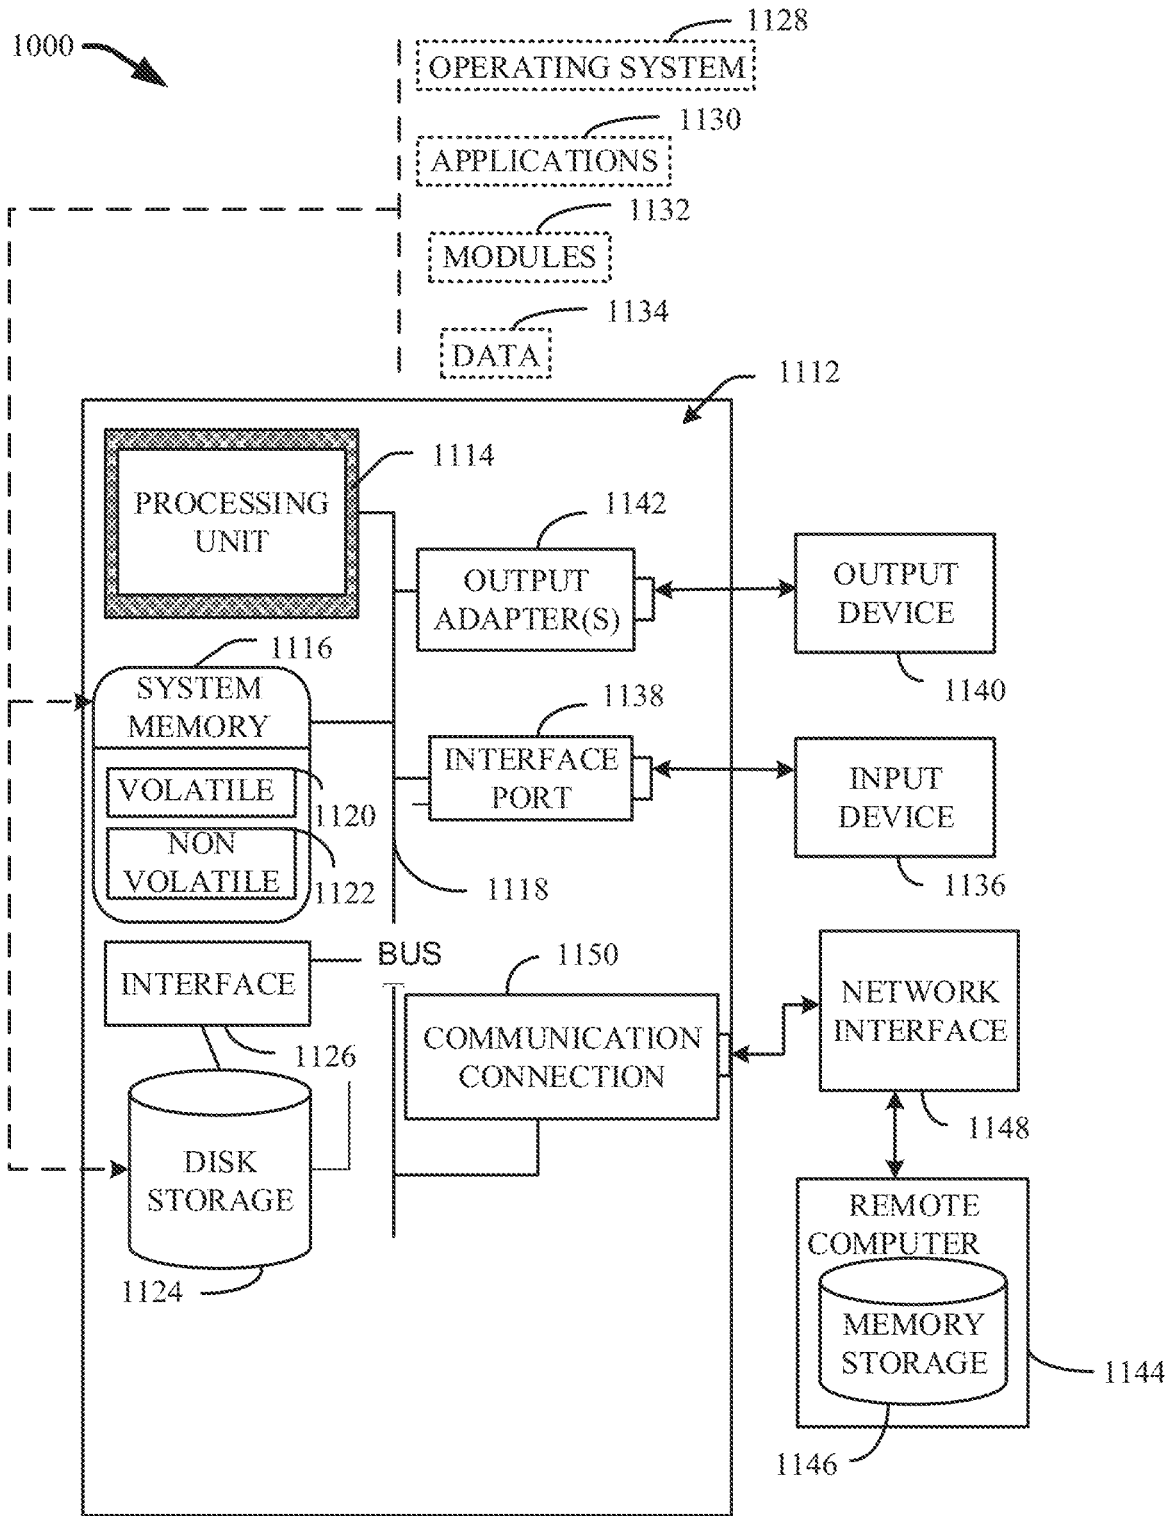 1128
1000
OPERATING SYSTEM
1130
APPLICATIONS
1132
MODULES
1134
DATA
1112
1114
PROCESSING
UNIT
1142
OUTPUT
ADAPTER(S)
OUTPUT
DEVICE
1140
1116
SYSTEM
MEMORY
1138
INTERFACE
PORT
INPUT
DEVICE
1136
VOLATILE
1120
NON
VOLATILE
1122
1118
BUS
INTERFACE
1126
1150
COMMUNICATION
CONNECTION
NETWORK
INTERFACE
1148
DISK
STORAGE
1124
REMOTE
COMPUTER
MEMORY
STORAGE
1144
1146